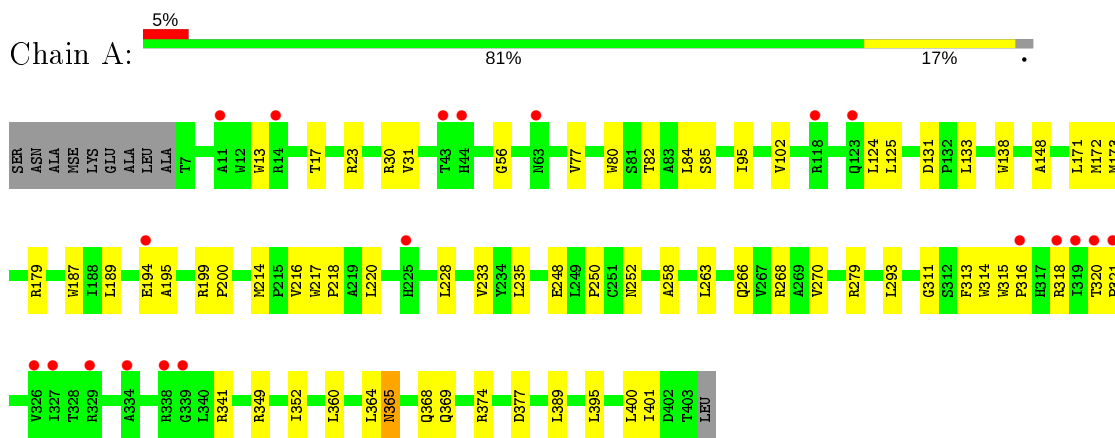 5%
Chain A:
81% 17% •
SER ASN ALA MSE LYS GLU ALA LEU ALA T7 A11 W12 W13 R14 T17 R23 R30 V31 T43 H44 G56 N63 V77 W80 S81 T82 A83 L84 S85 I95 V102 R118 Q123 L124 L125 D131 P132 L133 W138 A148 L171 M172 M173
R179 W187 I188 L189 E194 A195 R199 P200 M214 P215 V216 W217 P218 A219 L220 H225 L228 V233 Y234 L235 E248 L249 P250 C251 N252 A258 L263 Q266 V267 R268 A269 V270 R279 L293 G311 S312 F313 W314 W315 P316 H317 R318 I319 T320 P321
V326 I327 T328 R329 A334 R338 G339 L340 R341 R349 I352 L360 L364 N365 Q368 Q369 R374 D377 L389 L395 L400 I401 D402 T403 LEU